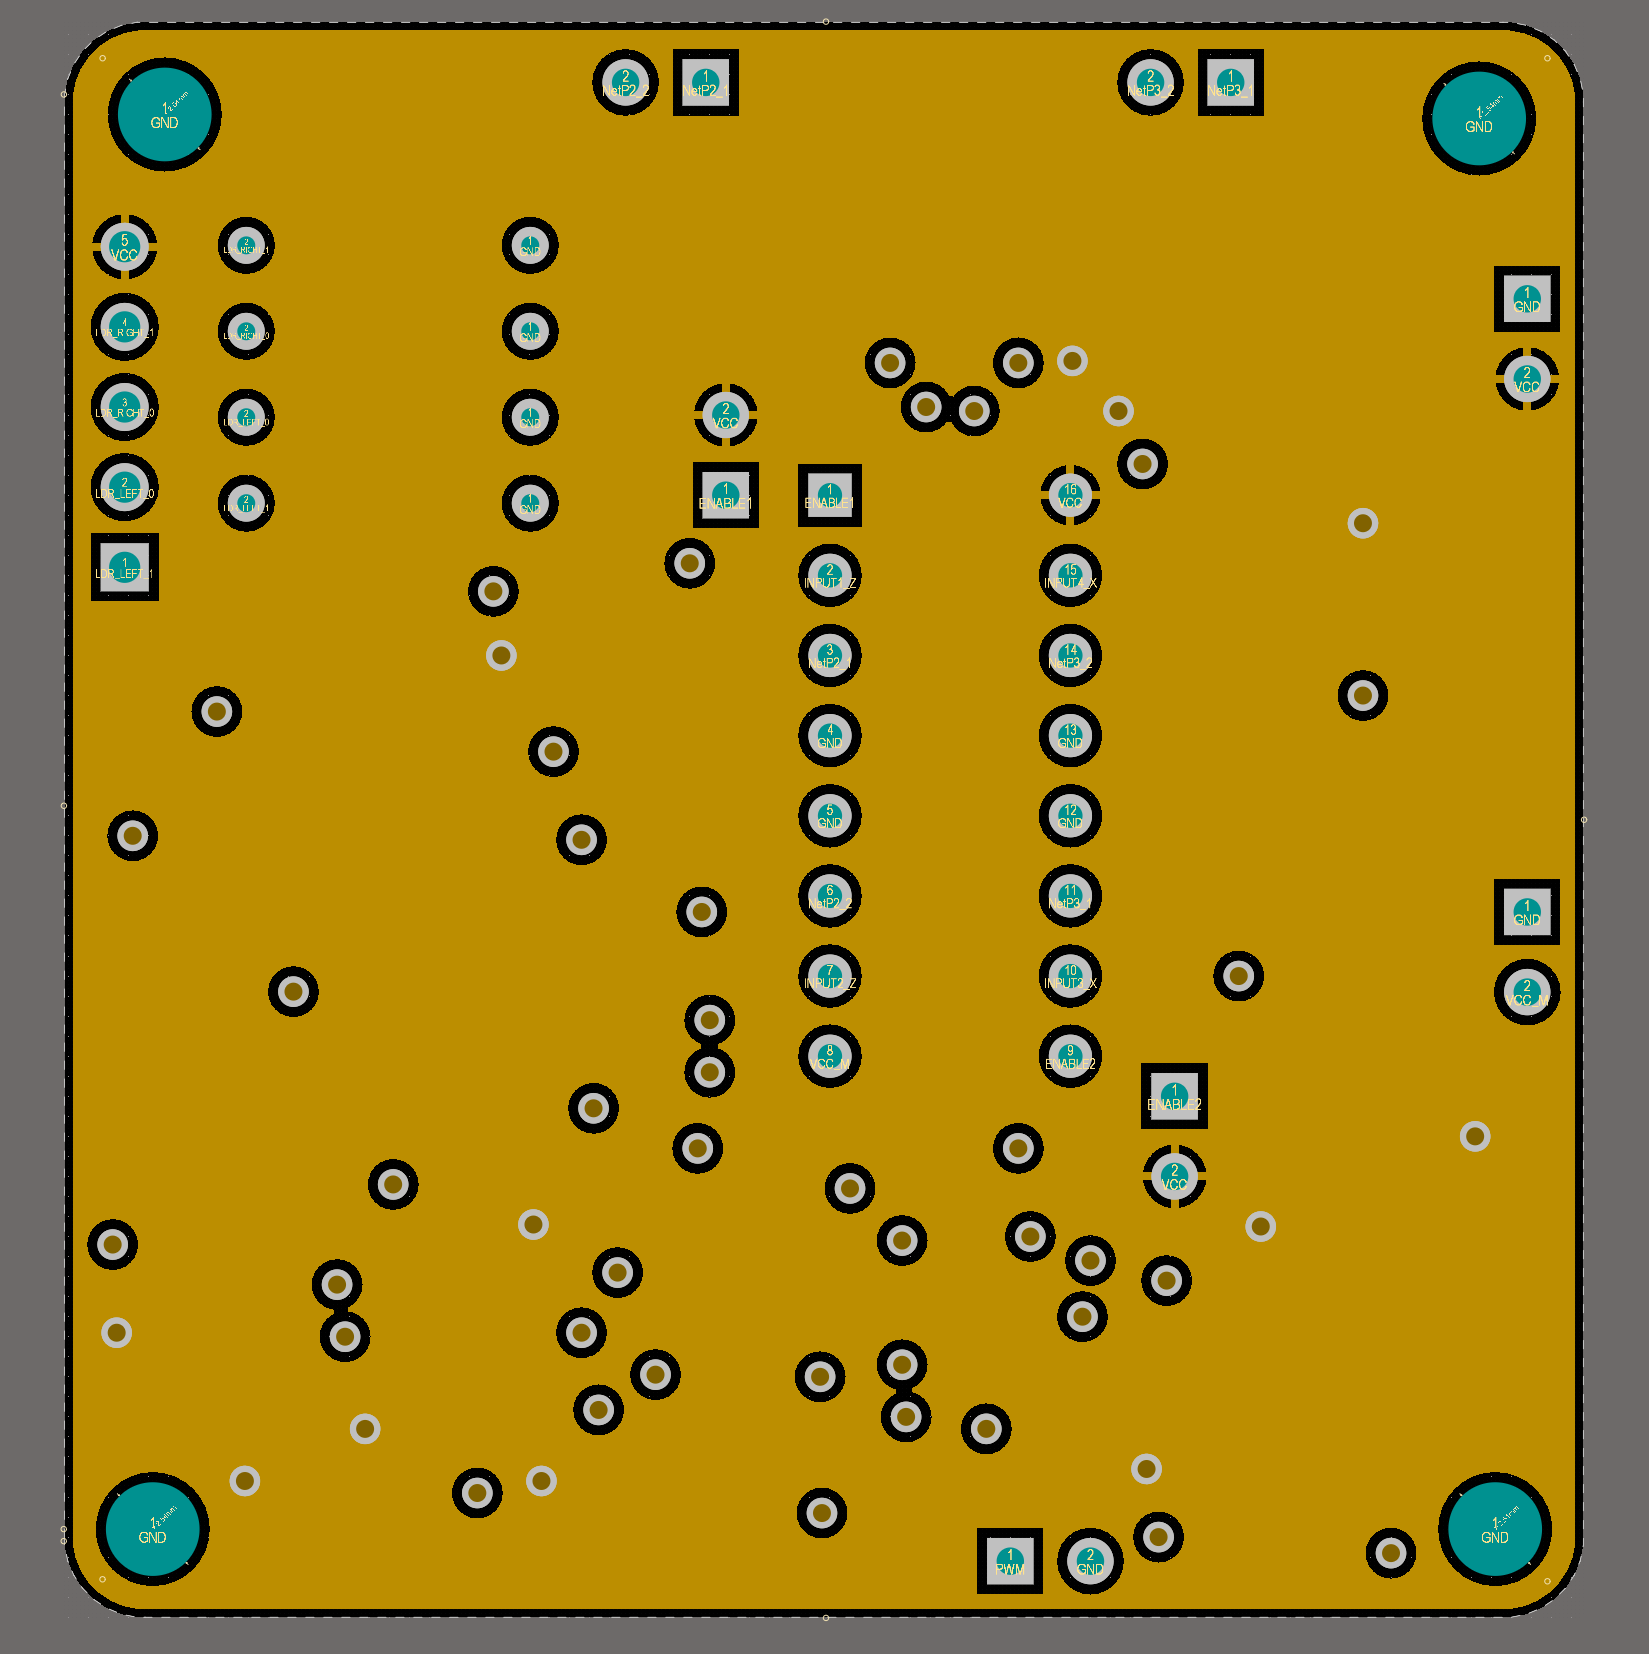 2
NetP2_2
1
NetP2_1
2
NetP3_2
1
NetP3_1
1
GND
1
GND
5
VCC
2
LDR_RIGHT_1
1
GND
1
GND
4
LDR_RIGHT_1
2
LDR_RIGHT_0
1
GND
2
VCC
3
LDR_RIGHT_0
2
LDR_LEFT_0
1
GND
2
VCC
2
LDR_LEFT_0
2
LDR_LEFT_1
1
GND
1
ENABLE1
1
ENABLE1
16
VCC
1
LDR_LEFT_1
2
INPUT1_Z
15
INPUT4_X
3
NetP2_1
14
NetP3_2
4
GND
13
GND
5
GND
12
GND
6
NetP2_2
11
NetP3_1
1
GND
7
INPUT2_Z
10
INPUT3_X
2
VCC_M
8
VCC_M
9
ENABLE2
1
ENABLE2
2
VCC
1
GND
1
GND
1
PWM
2
GND